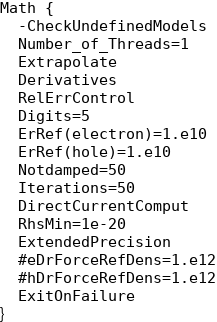 Math {
  -CheckUndefinedModels
  Number_of_Threads=1
  Extrapolate
  Derivatives
  RelErrControl
  Digits=5
  ErRef(electron)=1.e10
  ErRef(hole)=1.e10
  Notdamped=50
  Iterations=50
  DirectCurrentComput
  RhsMin=1e-20
  ExtendedPrecision
  #eDrForceRefDens=1.e12
  #hDrForceRefDens=1.e12
  ExitOnFailure
}